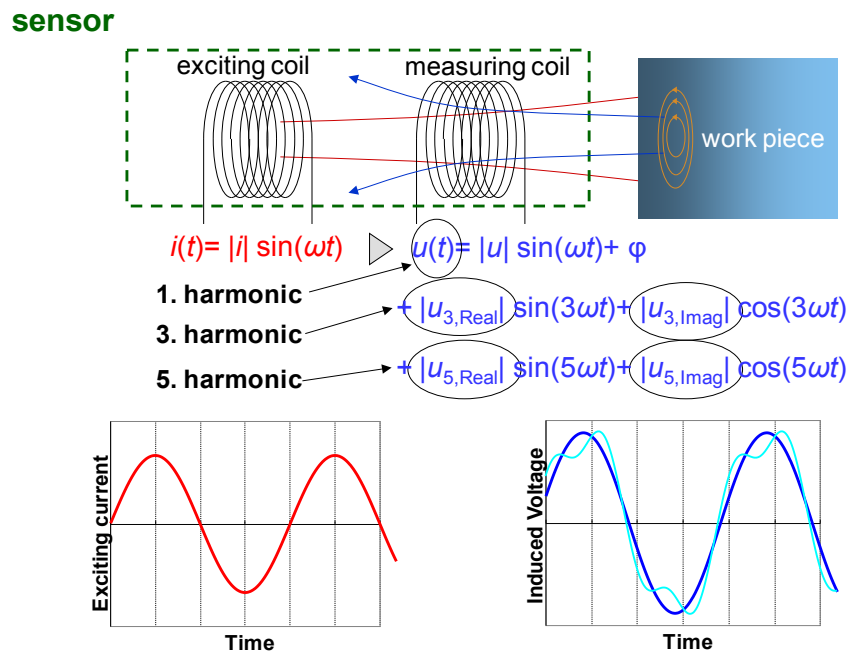 sensor
exciting coil
measuring coil
work piece
i(t)= |i| sin(ωt)
u(t)= |u| sin(ωt)+ φ
1. harmonic
+ |u3,Real| sin(3ωt)+ |u3,Imag| cos(3ωt)
3. harmonic
+ |u5,Real| sin(5ωt)+ |u5,Imag| cos(5ωt)
5. harmonic
Exciting current
Time
Induced Voltage
Time